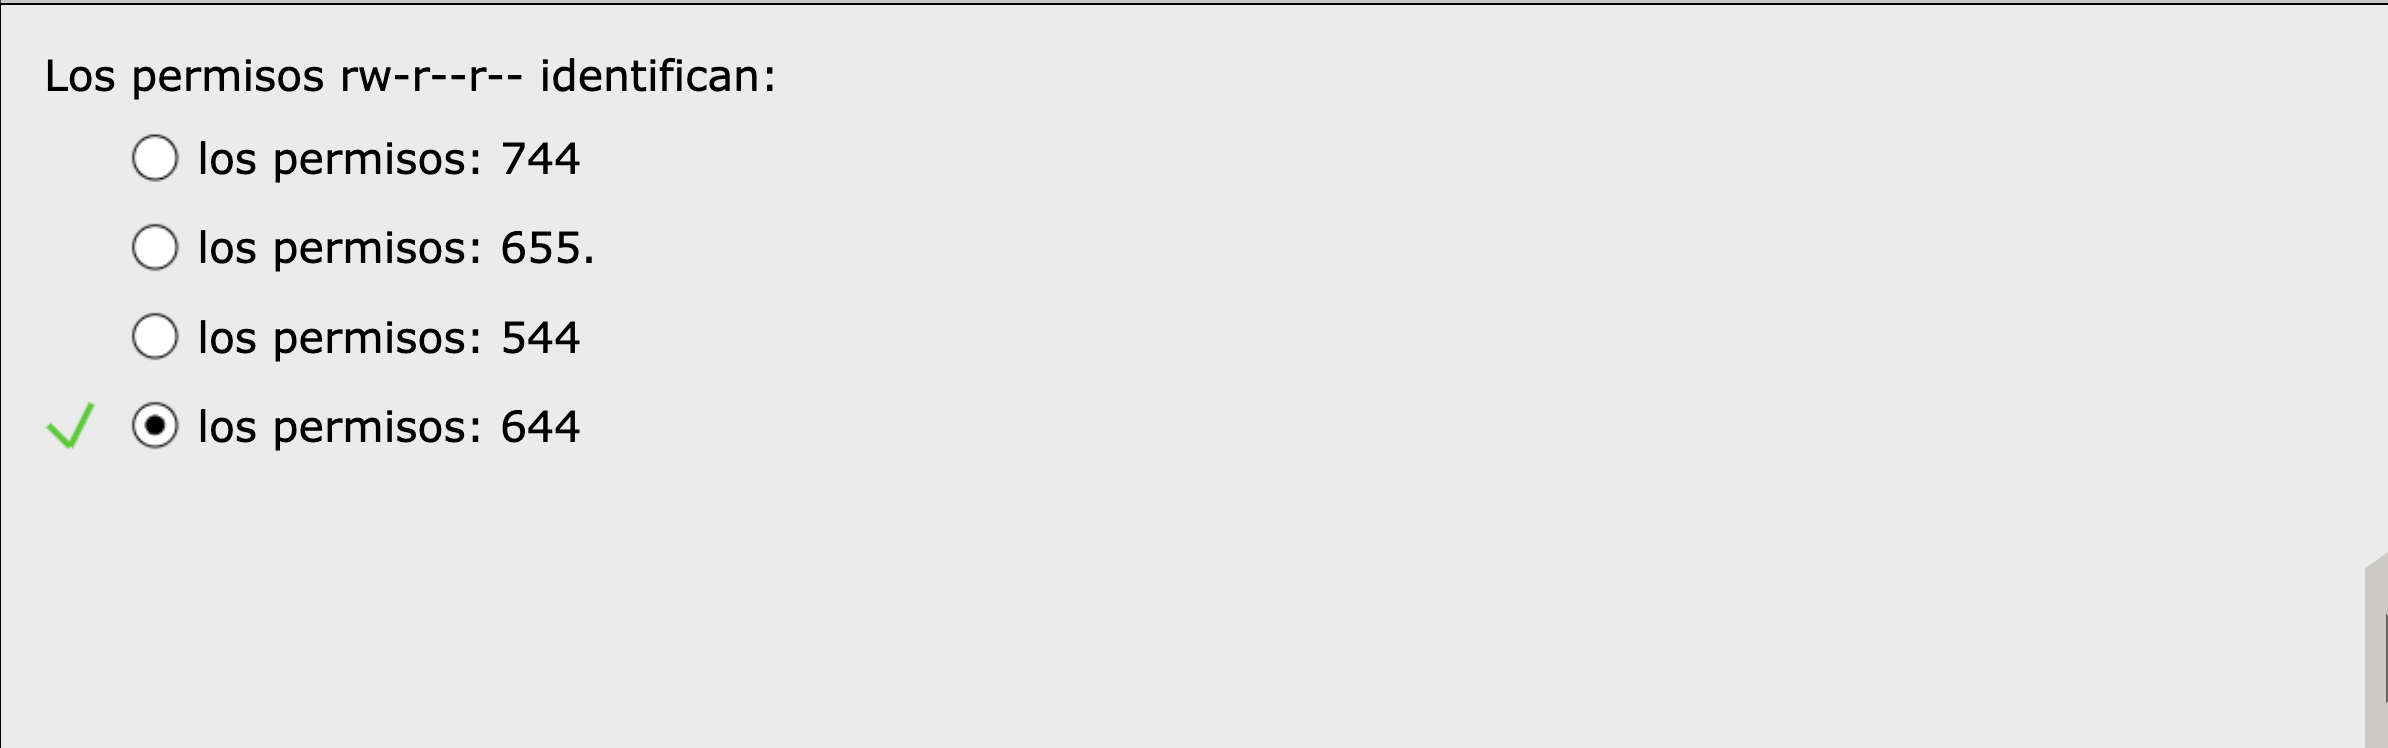 Los permisos rw-r--r-- identifican:
los permisos: 744
los permisos: 655.
los permisos: 544
los permisos: 644